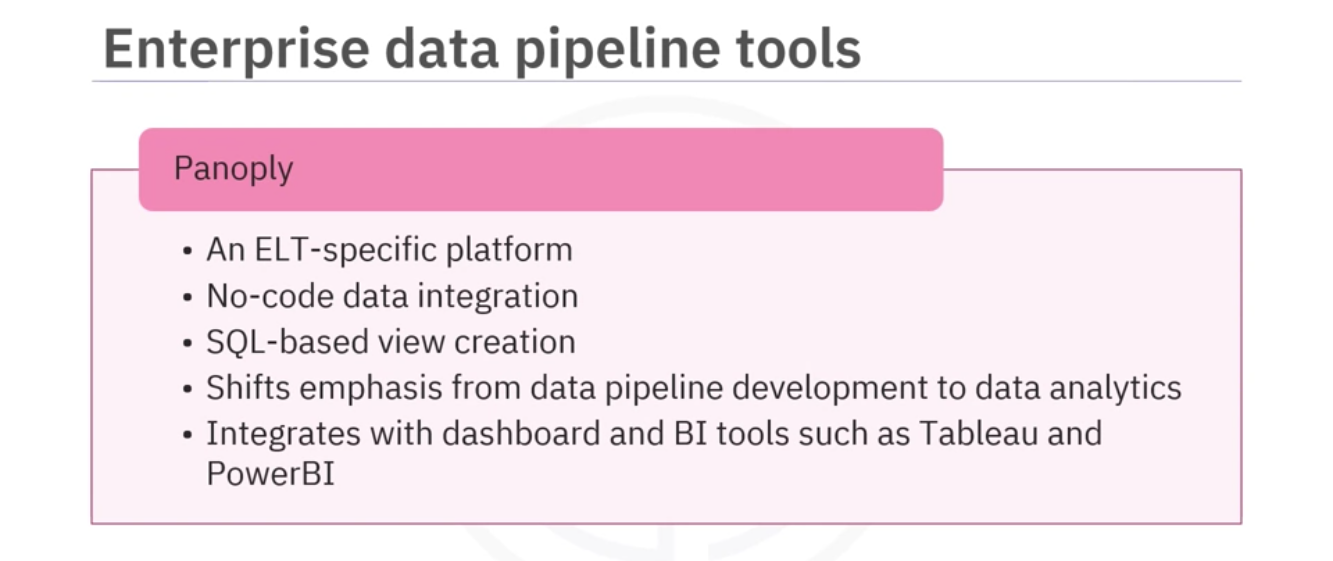 Enterprise data pipeline tools
Panoply
• An ELT-specific platform
• No-code data integration
• SQL-based view creation
• Shifts emphasis from data pipeline development to data analytics
• Integrates with dashboard and BI tools such as Tableau and
PowerBI